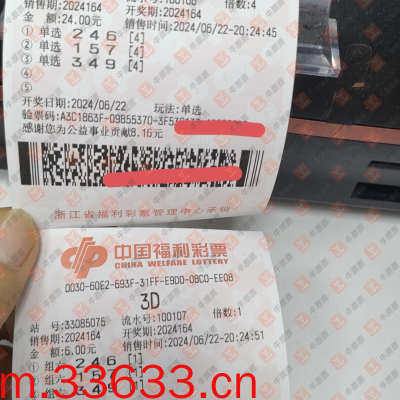 销售期:2024164 开奖期:2024164 倍数:4
金 额:24.00元 销售时间:2024/06/22-20:24:45
① 单选 2 4 6 [4]
② 单选 1 5 7 [4]
③ 单选 3 4 9 [4]
④
⑤
开奖日期:2024/06/22 玩法:单选
感谢您为公益事业贡献8.16元
浙江省福利彩票管理中心承销
中国福利彩票
CHINA WELFARE LOTTERY
0030-60E2-693F-31FF-E9D0-08C0-EE08
3D
站 号:33085075 流水号:100107 倍数:1
销售期:2024164 开奖期:2024164
金 额:6.00元 销售时间:2024/06/22-20:24:51
2 4 6 [1]
m.33633.cn